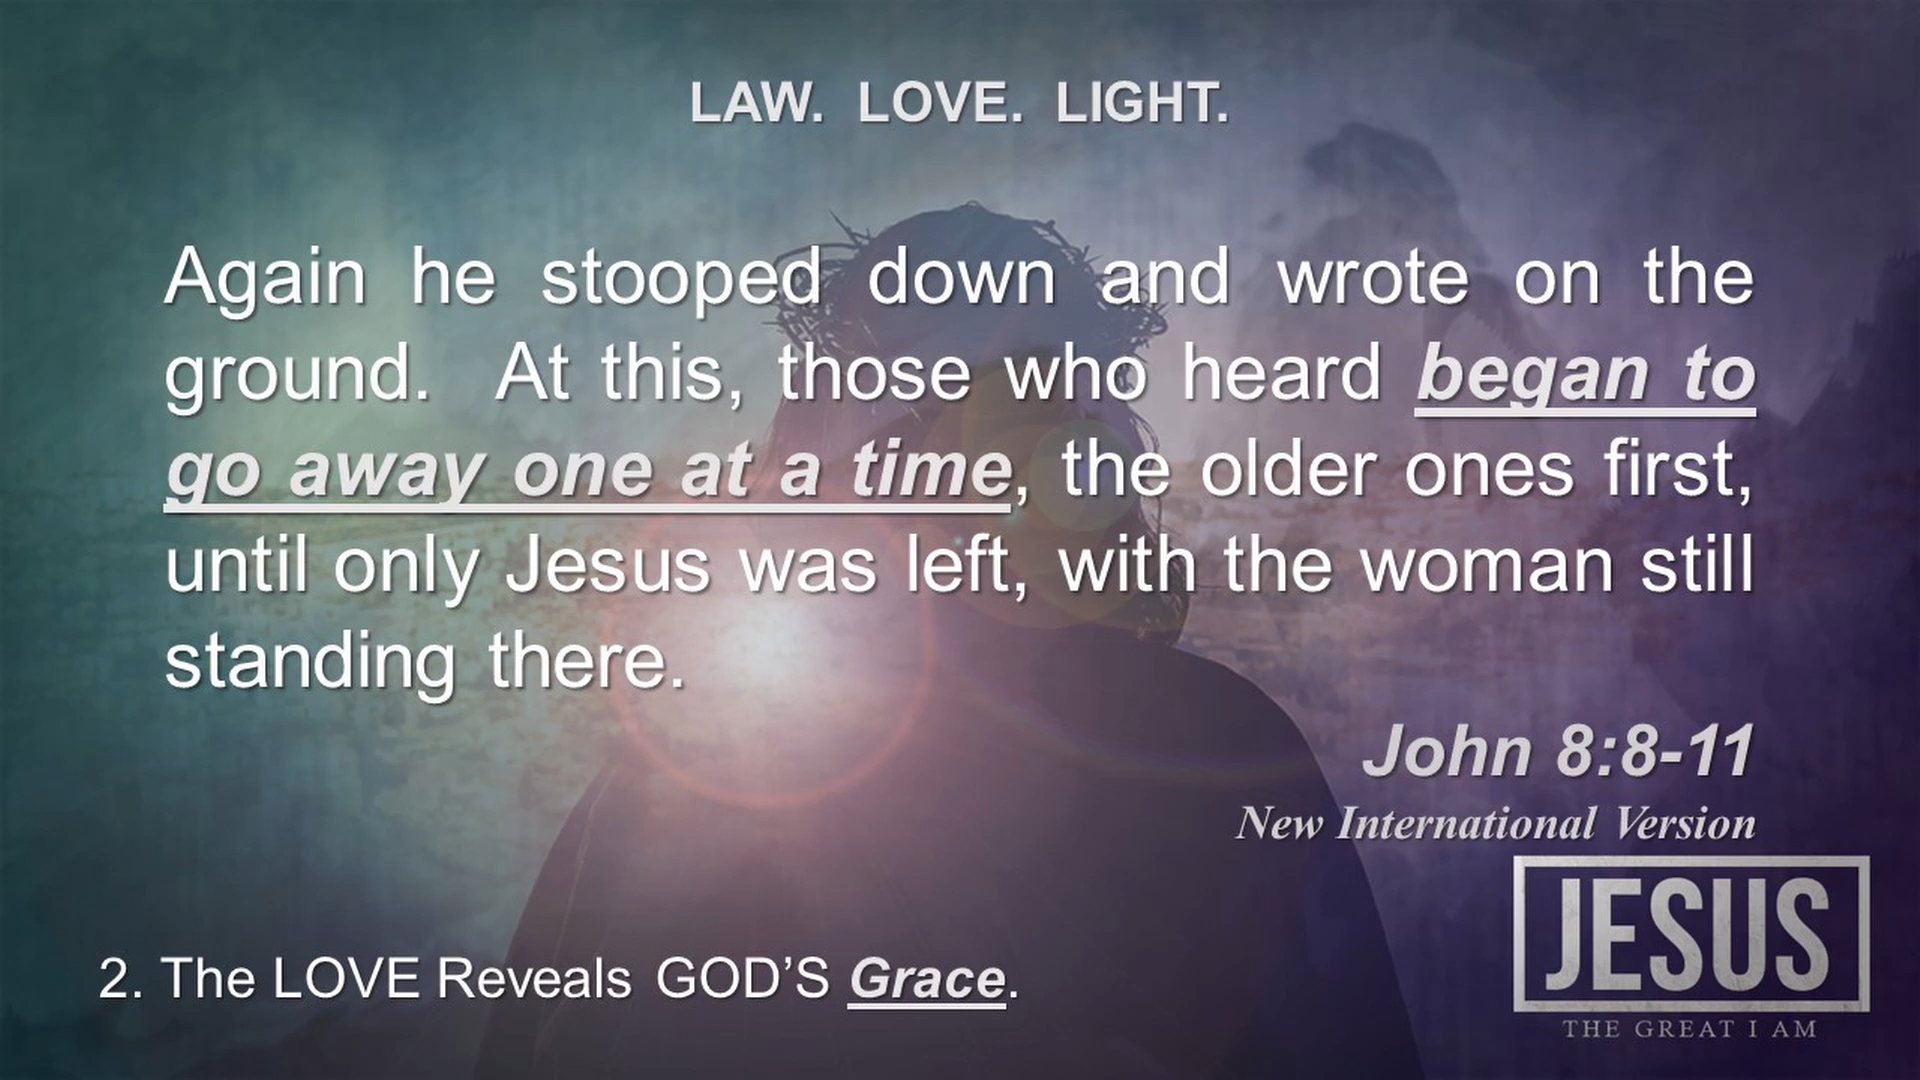 LAW. LOVE. LIGHT.
Again he stooped down and wrote on the
ground. At this, those who heard began to
go away one at a time, the older ones first,
until only Jesus was left, with the woman still
standing there.
John 8:8-11
New International Version
JESUS
THE GREAT I AM
2. The LOVE Reveals GOD’S Grace.